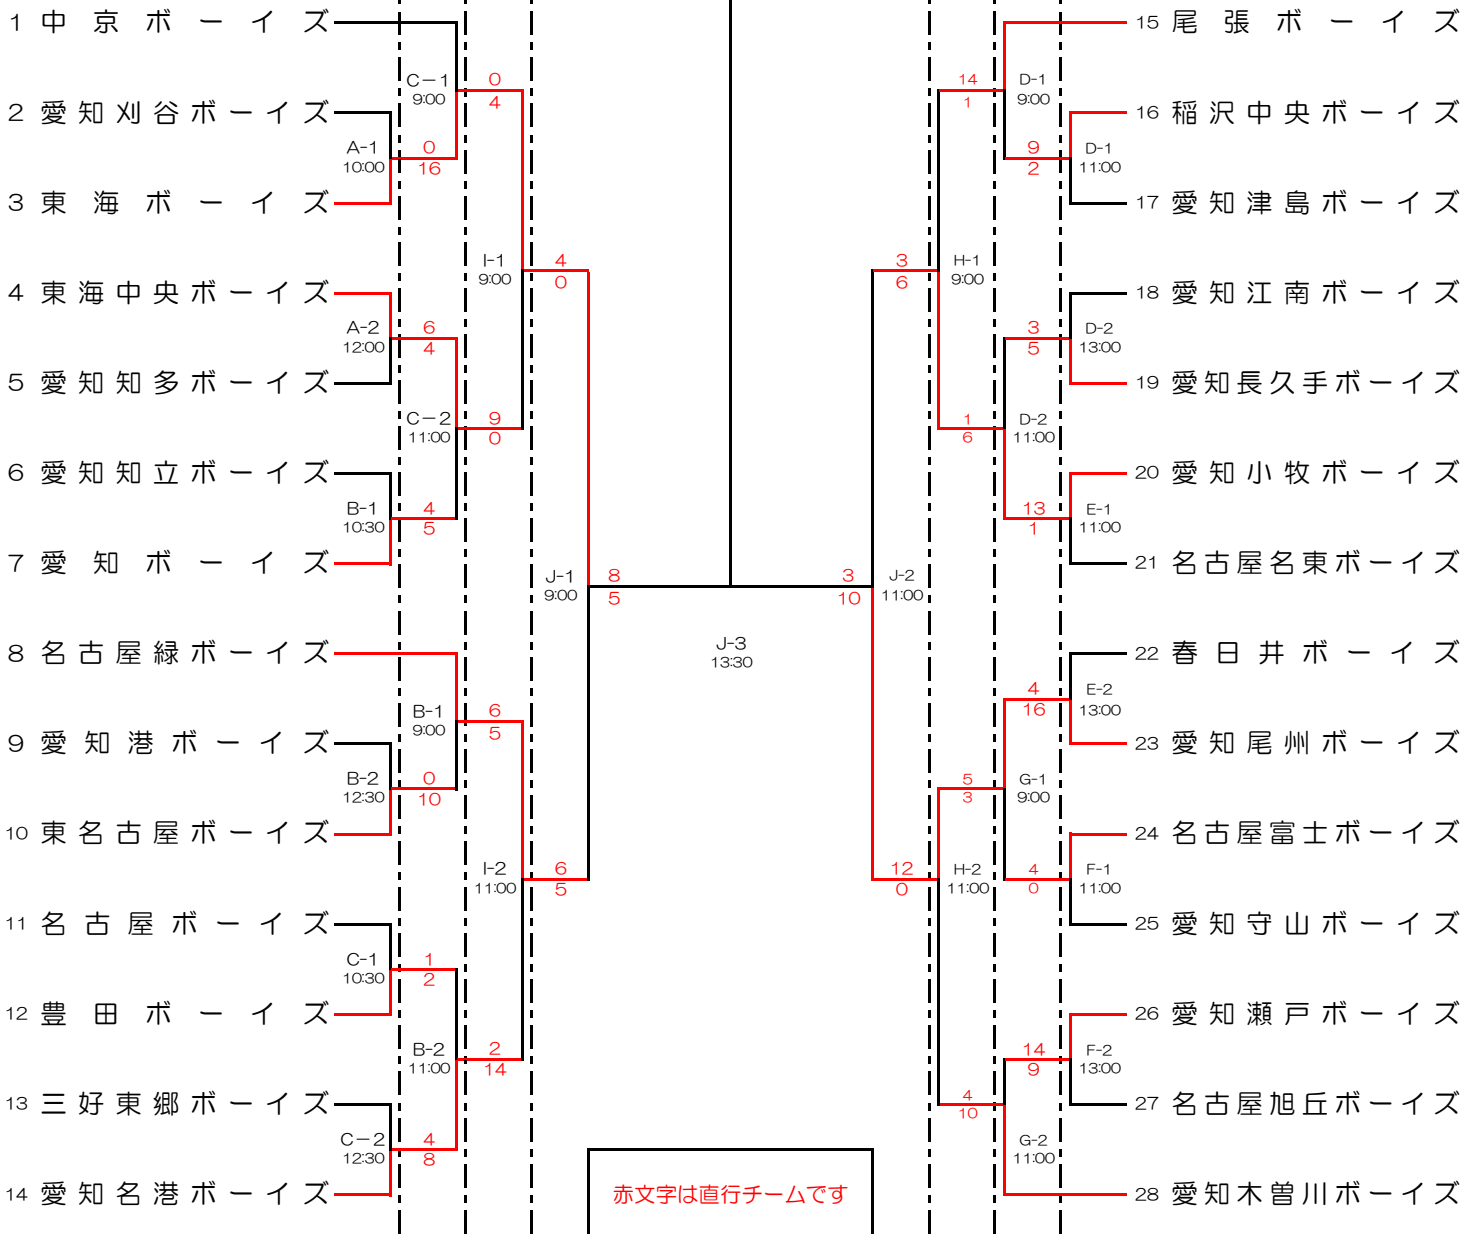 1 中京ボーイズ
C－1
9:00
0
4
2 愛知刈谷ボーイズ
A-1
10:00
0
16
3 東海ボーイズ
I-1
9:00
4
0
4 東海中央ボーイズ
A-2
12:00
6
4
5 愛知知多ボーイズ
C－2
11:00
9
0
6 愛知知立ボーイズ
B-1
10:30
4
5
7 愛知ボーイズ
J-1
9:00
8
5
8 名古屋緑ボーイズ
B-1
9:00
6
5
9 愛知港ボーイズ
B-2
12:30
0
10
10 東名古屋ボーイズ
I-2
11:00
6
5
11 名古屋ボーイズ
C-1
10:30
1
2
12 豊田ボーイズ
B-2
11:00
2
14
13 三好東郷ボーイズ
C－2
12:30
4
8
14 愛知名港ボーイズ
J-3
13:30
赤文字は直行チームです
15 尾張ボーイズ
14
1
D-1
9:00
16 稲沢中央ボーイズ
9
2
D-1
11:00
17 愛知津島ボーイズ
3
6
H-1
9:00
18 愛知江南ボーイズ
3
5
D-2
13:00
19 愛知長久手ボーイズ
1
6
D-2
11:00
20 愛知小牧ボーイズ
13
1
E-1
11:00
21 名古屋名東ボーイズ
3
10
J-2
11:00
22 春日井ボーイズ
4
16
E-2
13:00
23 愛知尾州ボーイズ
5
3
G-1
9:00
24 名古屋富士ボーイズ
12
0
H-2
11:00
4
0
F-1
11:00
25 愛知守山ボーイズ
26 愛知瀬戸ボーイズ
14
9
F-2
13:00
27 名古屋旭丘ボーイズ
4
10
G-2
11:00
28 愛知木曽川ボーイズ